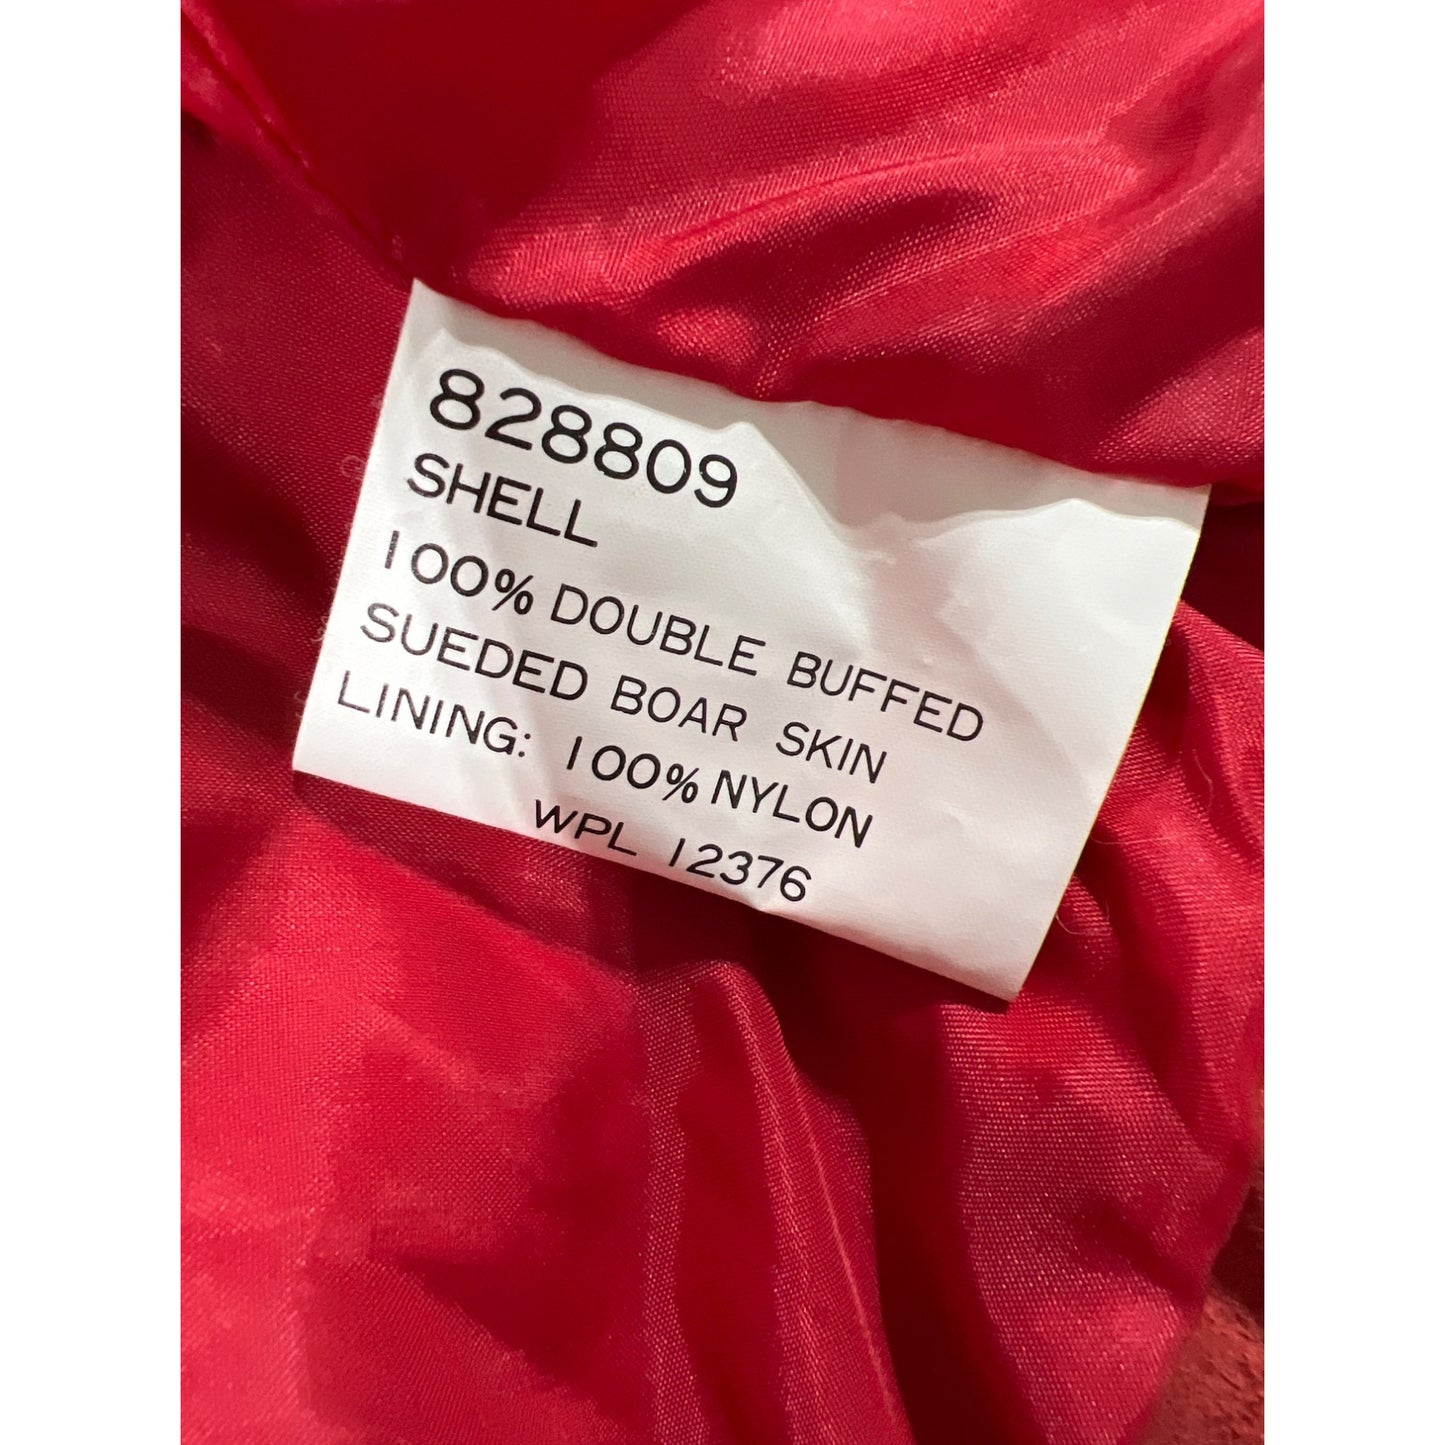 828809
SHELL
100% DOUBLE BUFFED
SUEDED BOAR SKIN
LINING: 100% NYLON
WPL 12376